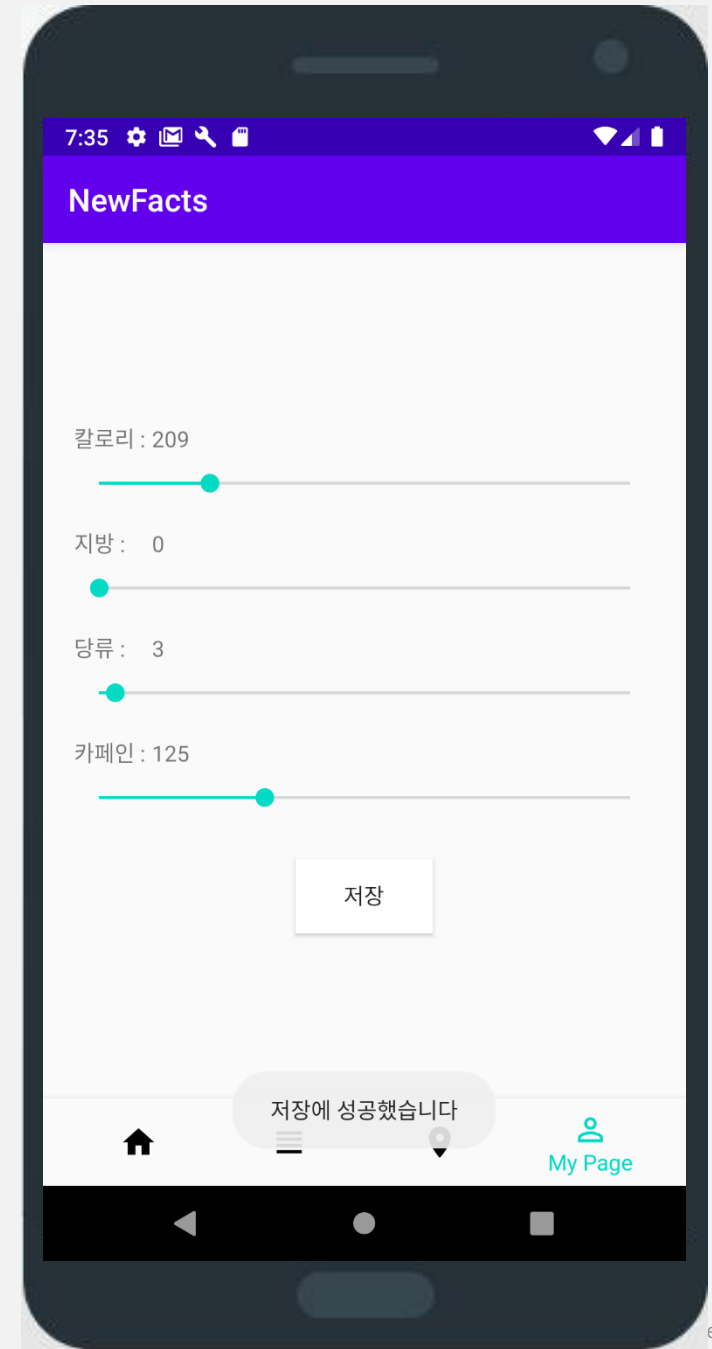 7:35
NewFacts
칼로리 : 209
지방 : 0
당류 : 3
카페인 : 125
저장
저장에 성공했습니다
My Page